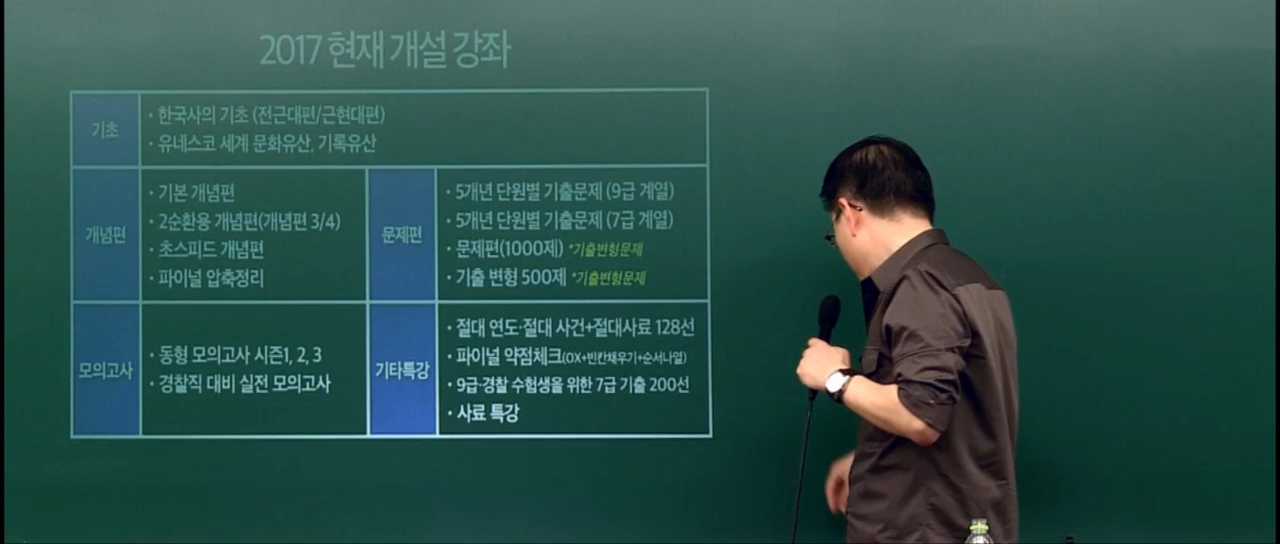 2017 현재 개설 강좌
기초
· 한국사의 기초 (전근대편/근현대편)
· 유네스코 세계 문화유산, 기록유산
개념편
· 기본 개념편
· 2순환용 개념편(개념편 3/4)
· 초스피드 개념편
· 파이널 압축정리
문제편
· 5개년 단원별 기출문제 (9급 계열)
· 5개년 단원별 기출문제 (7급 계열)
· 문제편(1000제) *기출변형문제
· 기출 변형 500제 *기출변형문제
모의고사
· 동형 모의고사 시즌1, 2, 3
· 경찰직 대비 실전 모의고사
기타특강
· 절대 연도·절대 사건+절대사료 128선
· 파이널 약점체크(OX+빈칸채우기+순서나열)
· 9급·경찰 수험생을 위한 7급 기출 200선
· 사료 특강